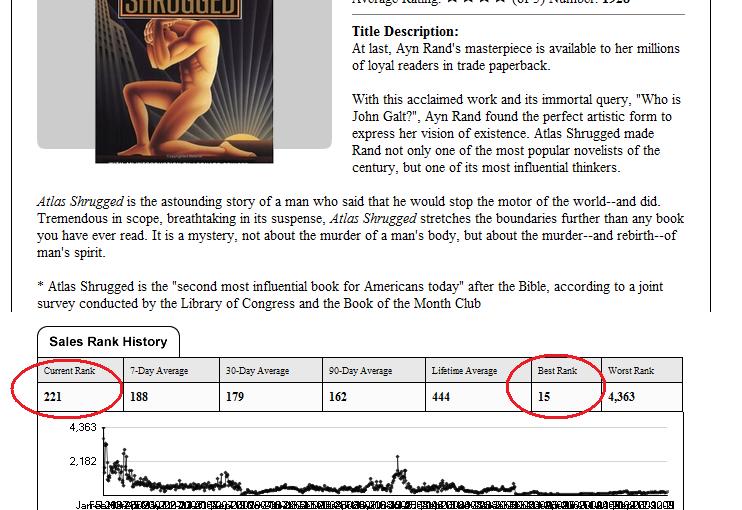 SHRUGGED
Average Rating: ★ ★ ★ ★ (of 5) Number: 1928
Title Description:
At last, Ayn Rand's masterpiece is available to her millions
of loyal readers in trade paperback.
With this acclaimed work and its immortal query, "Who is
John Galt?", Ayn Rand found the perfect artistic form to
express her vision of existence. Atlas Shrugged made
Rand not only one of the most popular novelists of the
century, but one of its most influential thinkers.
Atlas Shrugged is the astounding story of a man who said that he would stop the motor of the world--and did.
Tremendous in scope, breathtaking in its suspense, Atlas Shrugged stretches the boundaries further than any book
you have ever read. It is a mystery, not about the murder of a man's body, but about the murder--and rebirth--of
man's spirit.
* Atlas Shrugged is the "second most influential book for Americans today" after the Bible, according to a joint
survey conducted by the Library of Congress and the Book of the Month Club
Sales Rank History
Current Rank 7-Day Average 30-Day Average 90-Day Average Lifetime Average Best Rank Worst Rank
221 188 179 162 444 15 4,363
4,363
2,182